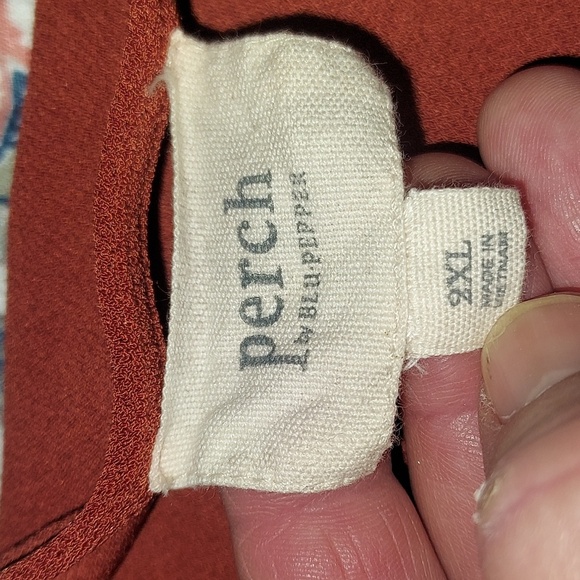 perch
by BLU PEPPER
2XL
MADE IN
VIETNAM